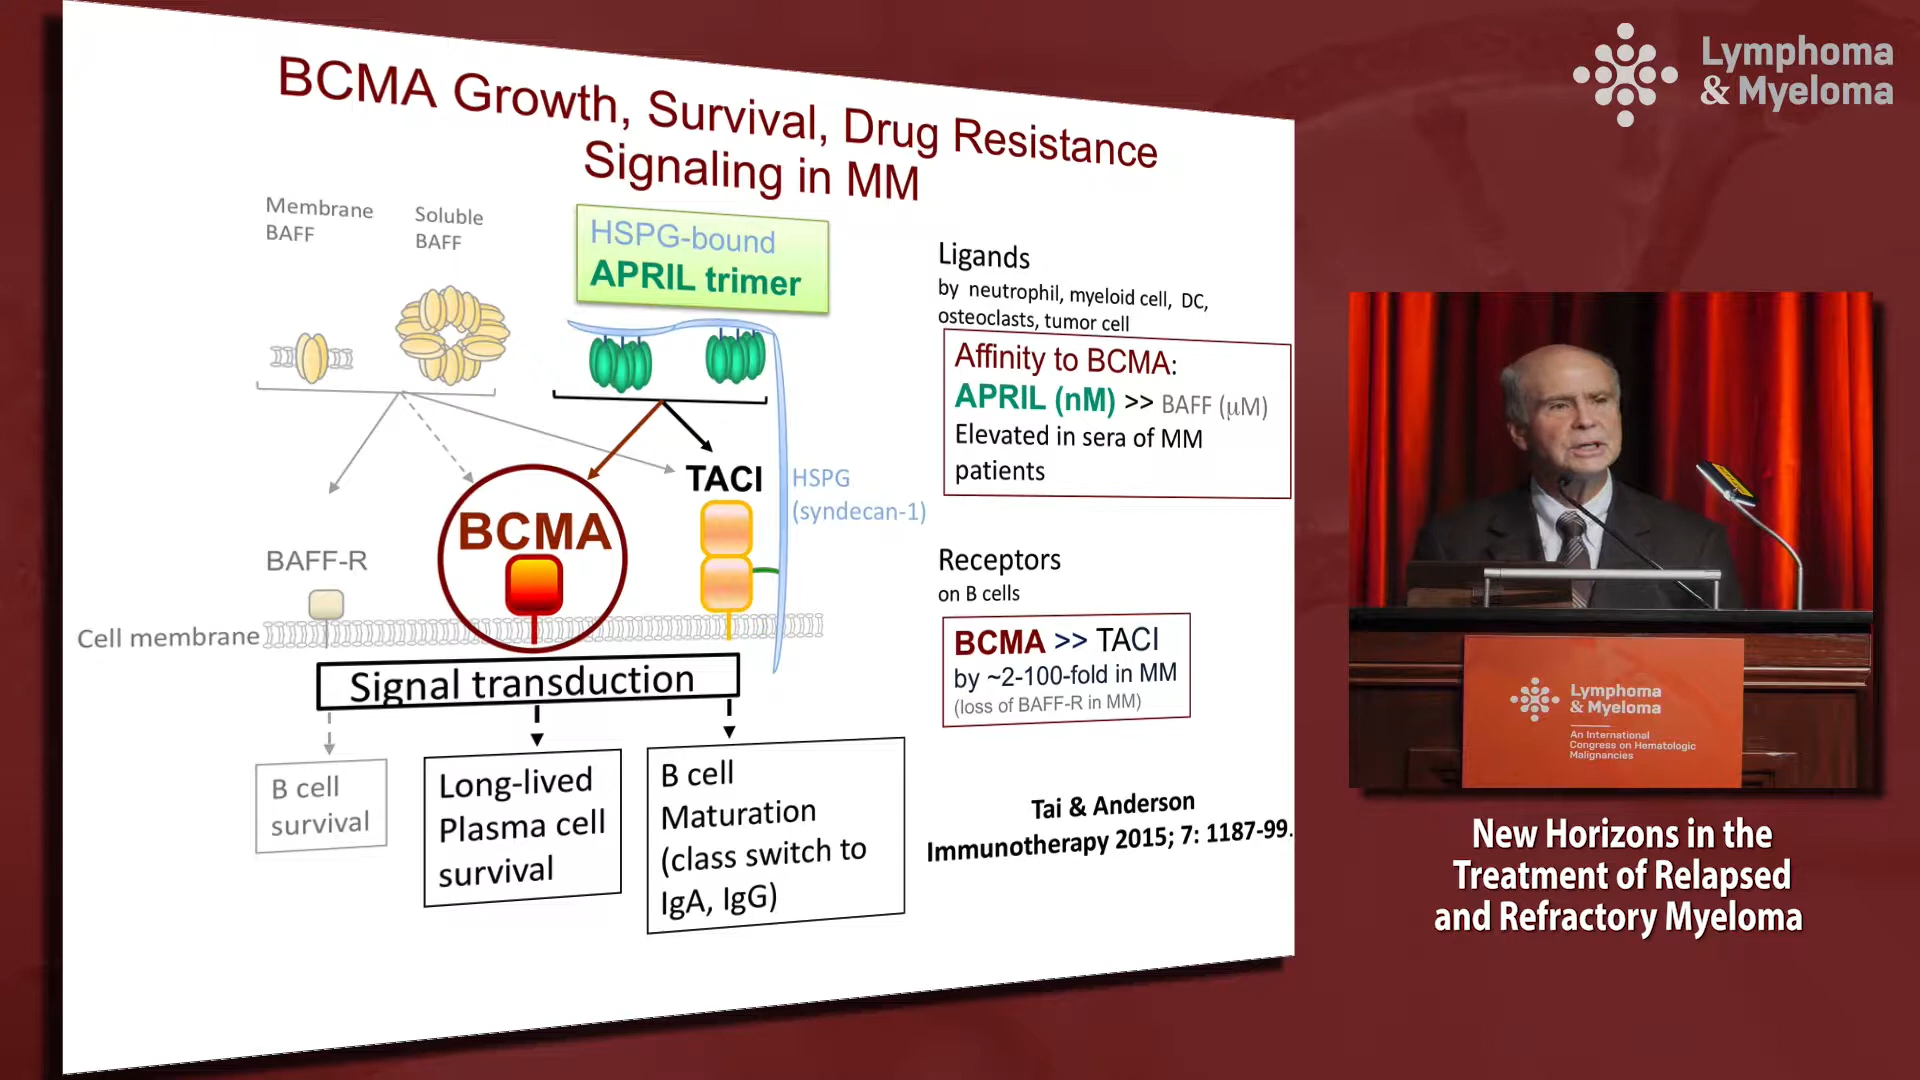 BCMA Growth, Survival, Drug Resistance
Signaling in MM
Membrane
BAFF
Soluble
BAFF
HSPG-bound
APRIL trimer
TACI
HSPG
(syndecan-1)
BCMA
BAFF-R
Cell membrane
Signal transduction
B cell
survival
Long-lived
Plasma cell
survival
B cell
Maturation
(class switch to
IgA, IgG)
Ligands
by neutrophil, myeloid cell, DC,
osteoclasts, tumor cell
Affinity to BCMA:
APRIL (nM) >> BAFF (μM)
Elevated in sera of MM
patients
Receptors
on B cells
BCMA >> TACI
by ~2-100-fold in MM
(loss of BAFF-R in MM)
Tai & Anderson
Immunotherapy 2015; 7: 1187-99.
Lymphoma
& Myeloma
Lymphoma
& Myeloma
An International
Congress on Hematologic
Malignancies
New Horizons in the
Treatment of Relapsed
and Refractory Myeloma